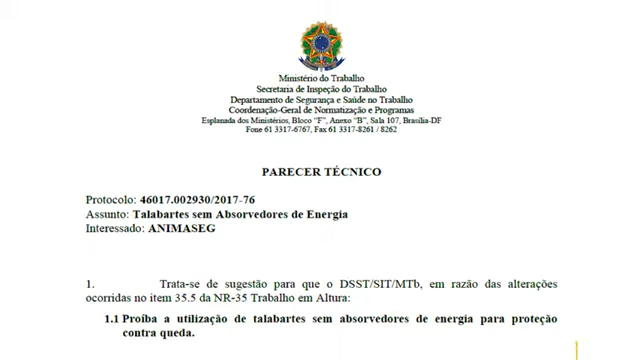 Ministério do Trabalho
Secretaria de Inspeção do Trabalho
Departamento de Segurança e Saúde no Trabalho
Coordenação-Geral de Normatização e Programas
Esplanada dos Ministérios, Bloco “F”, Anexo “B”, Sala 107, Brasília-DF
Fone 61 3317-6767, Fax 61 3317-8261 / 8262
PARECER TÉCNICO
Protocolo: 46017.002930/2017-76
Assunto: Talabartes sem Absorvedores de Energia
Interessado: ANIMASEG
1. Trata-se de sugestão para que o DSST/SIT/MTb, em razão das alterações
ocorridas no item 35.5 da NR-35 Trabalho em Altura:
1.1 Proíba a utilização de talabartes sem absorvedores de energia para proteção
contra queda.